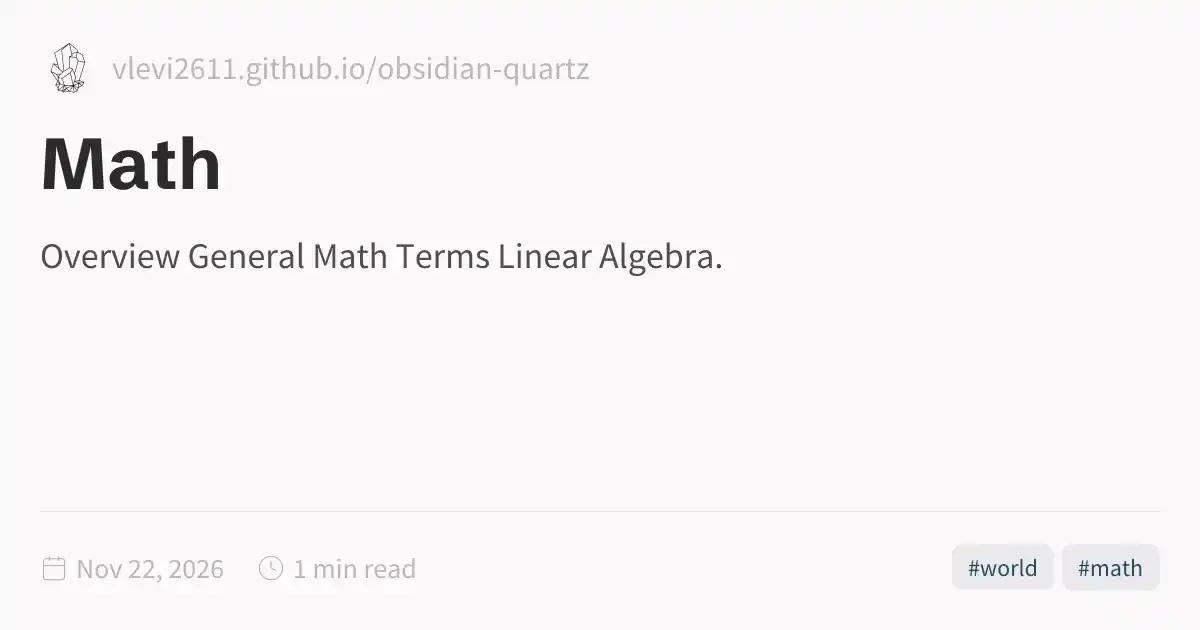 vlevi2611.github.io/obsidian-quartz
Math
Overview General Math Terms Linear Algebra.
Nov 22, 2026 1 min read #world #math